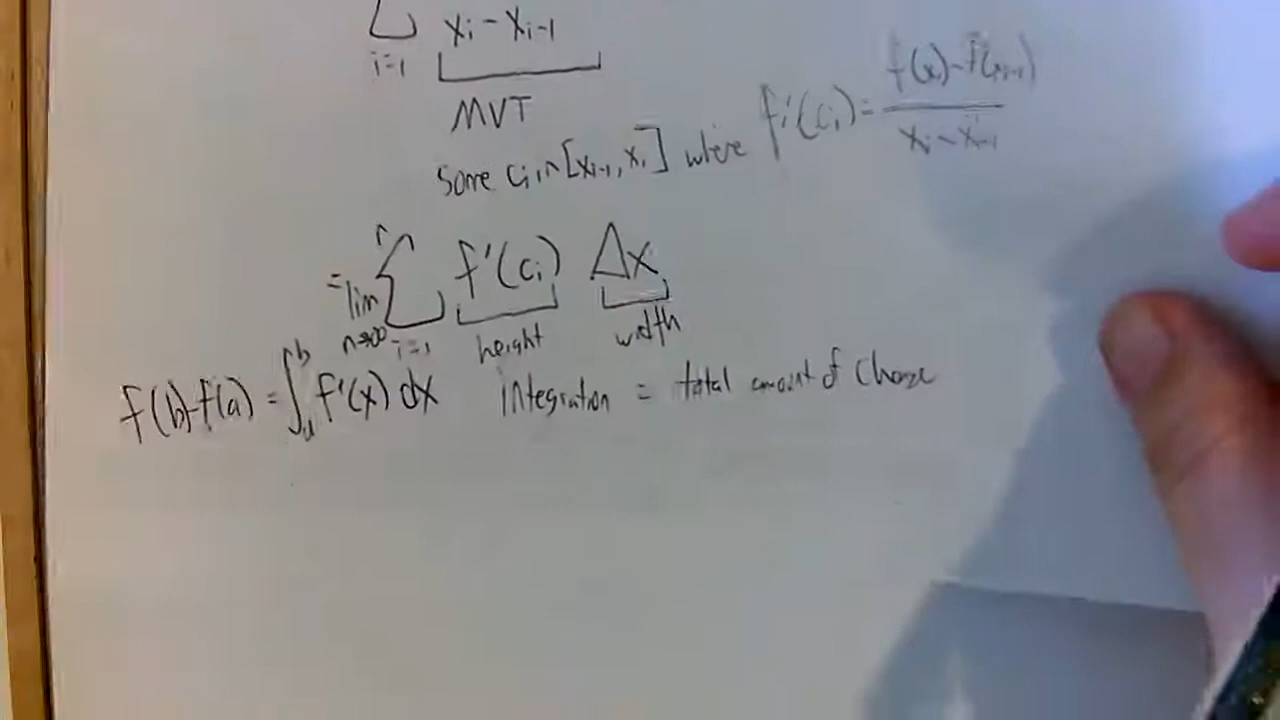 Σ xᵢ - xᵢ₋₁
i=1
MVT
f'(cᵢ) = f(xᵢ) - f(xᵢ₋₁) / xᵢ - xᵢ₋₁
Some cᵢ in [xᵢ₋₁, xᵢ] where
= lim n→∞ Σ i=1 n f'(cᵢ) Δx
height width
f(b)-f(a) = ∫ₐᵇ f'(x) dx integration = total amount of change